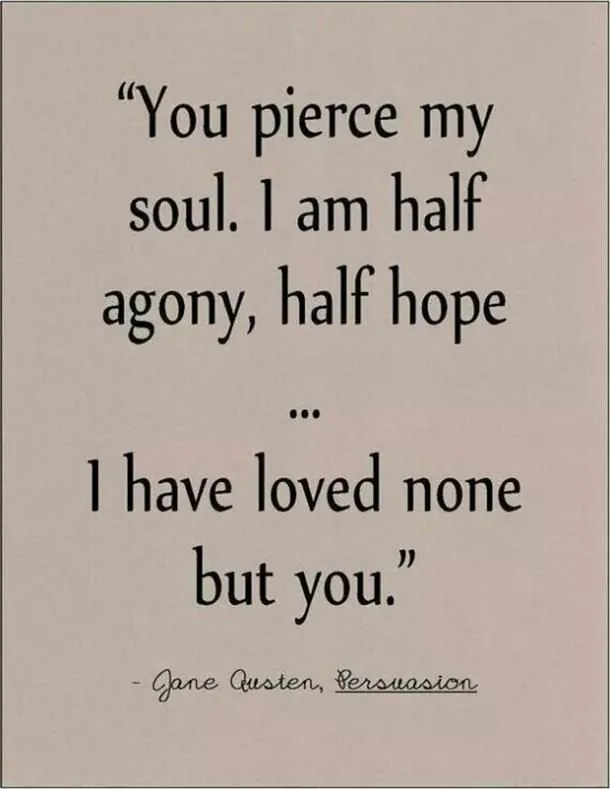 “You pierce my
soul. I am half
agony, half hope
...
I have loved none
but you.”
- Jane Austen, Persuasion